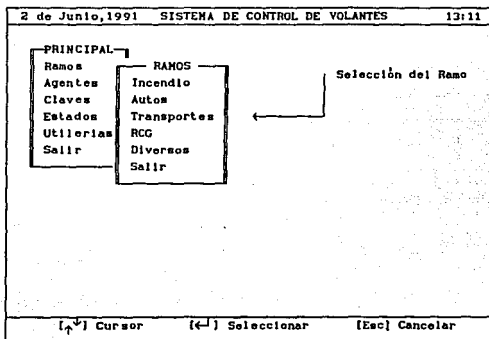 2 de Junio,1991 SISTEMA DE CONTROL DE VOLANTES 13:11
PRINCIPAL
Ramos
Agentes
Claves
Estados
Utilerias
Salir
RAMOS
Incendio
Autos
Transportes
RCG
Diversos
Salir
Selección del Ramo
[↑↓] Cursor [←┘] Seleccionar [Esc] Cancelar